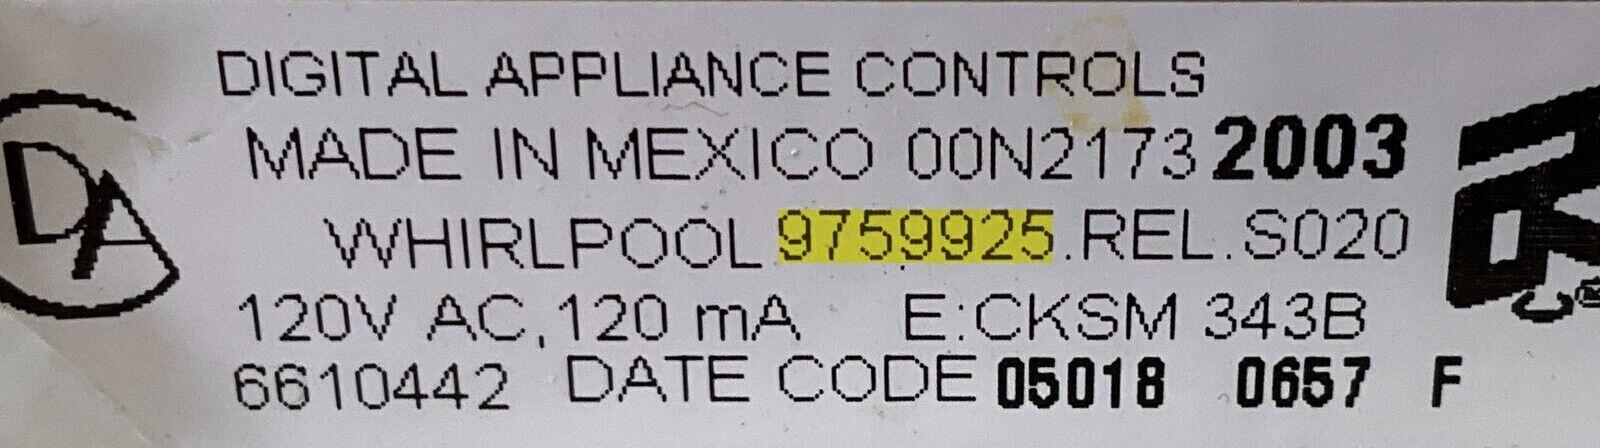 DIGITAL APPLIANCE CONTROLS
MADE IN MEXICO 00N2173 2003
WHIRLPOOL 9759925.REL.S020
120V AC,120 mA E:CKSM 343B
6610442 DATE CODE 05018 0657 F
DA
C